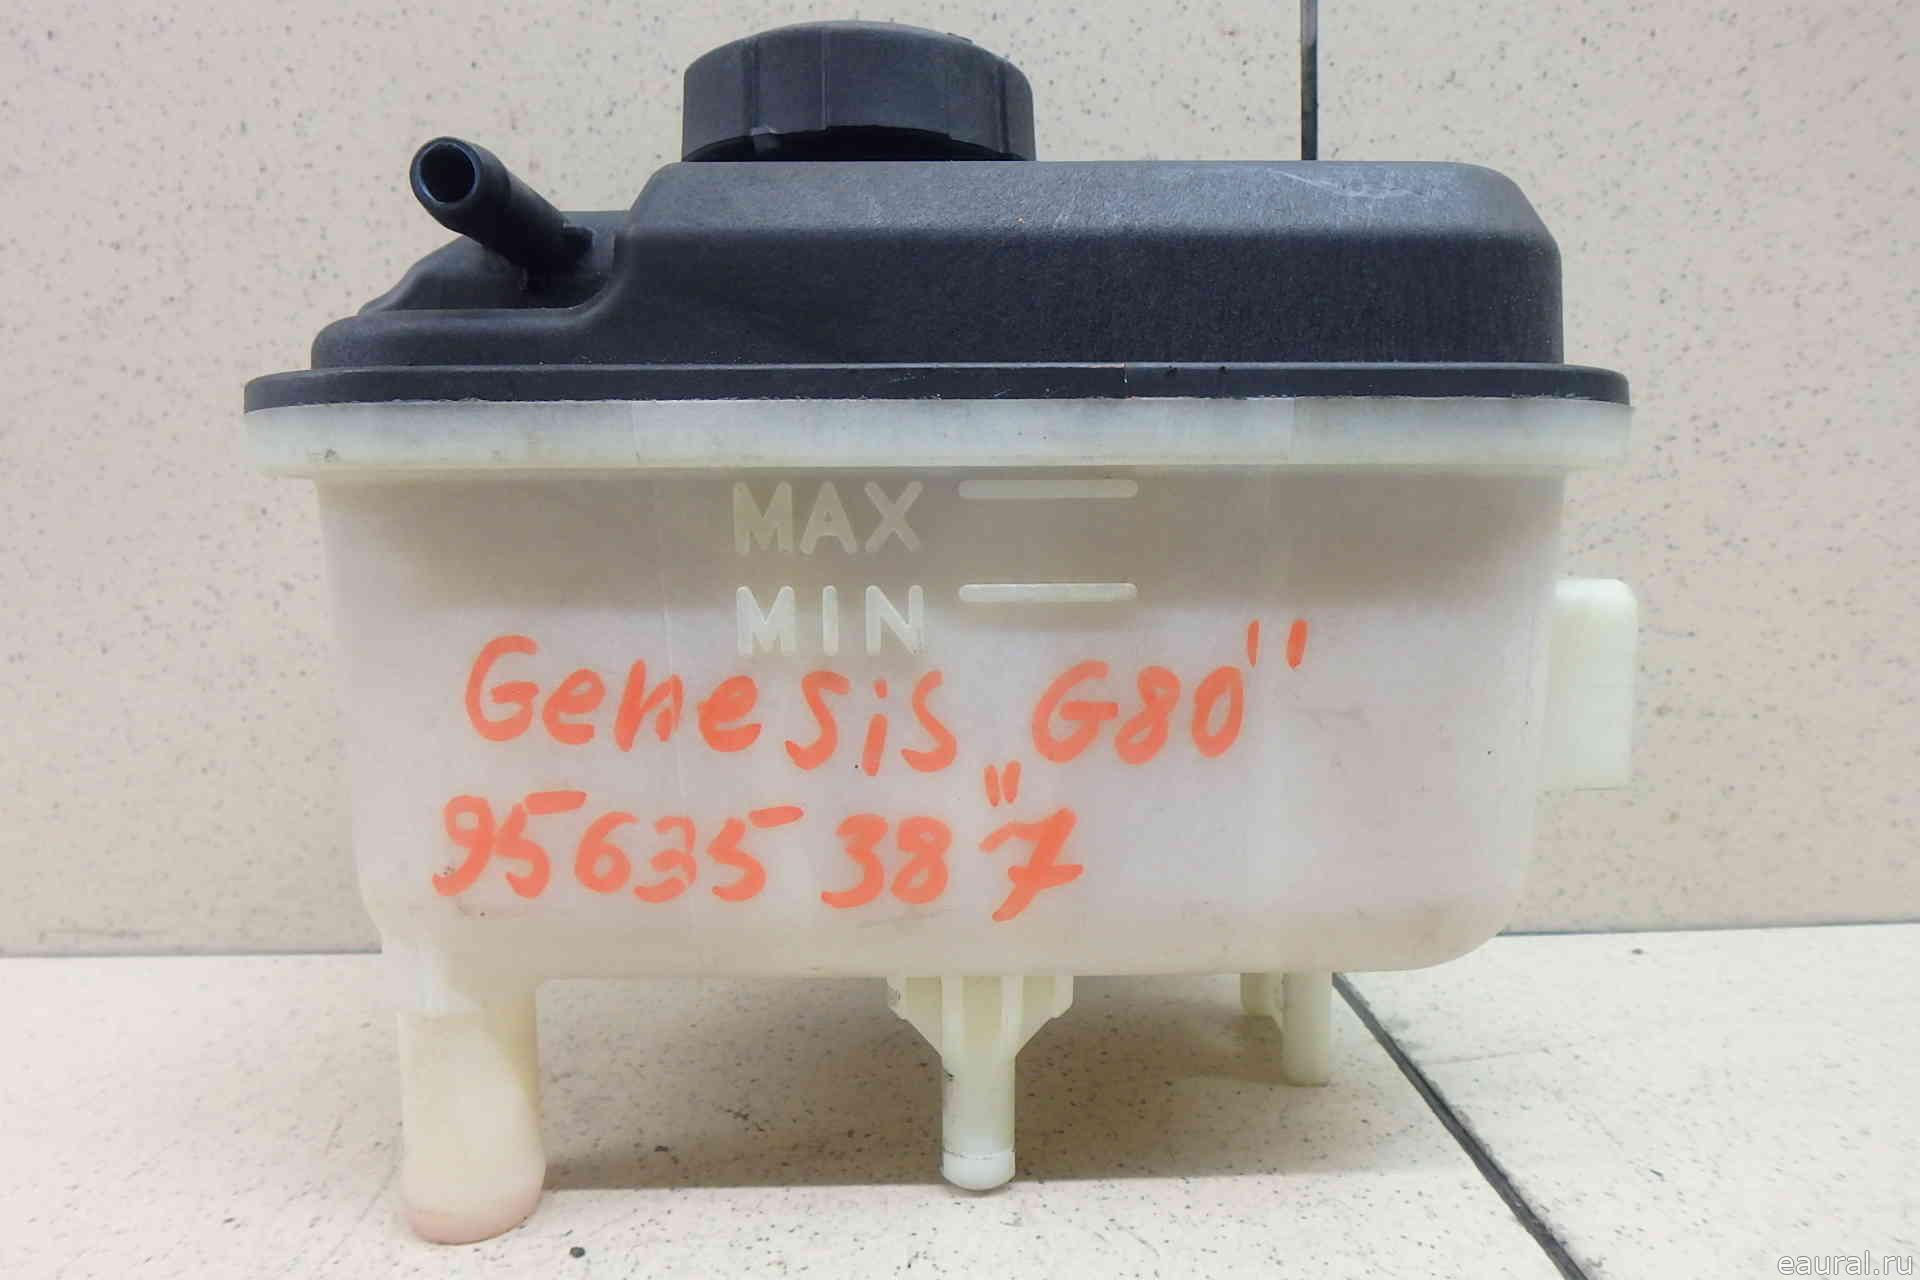 MAX
MIN
Genesis „G80"
95635 38 "7
eaural.ru